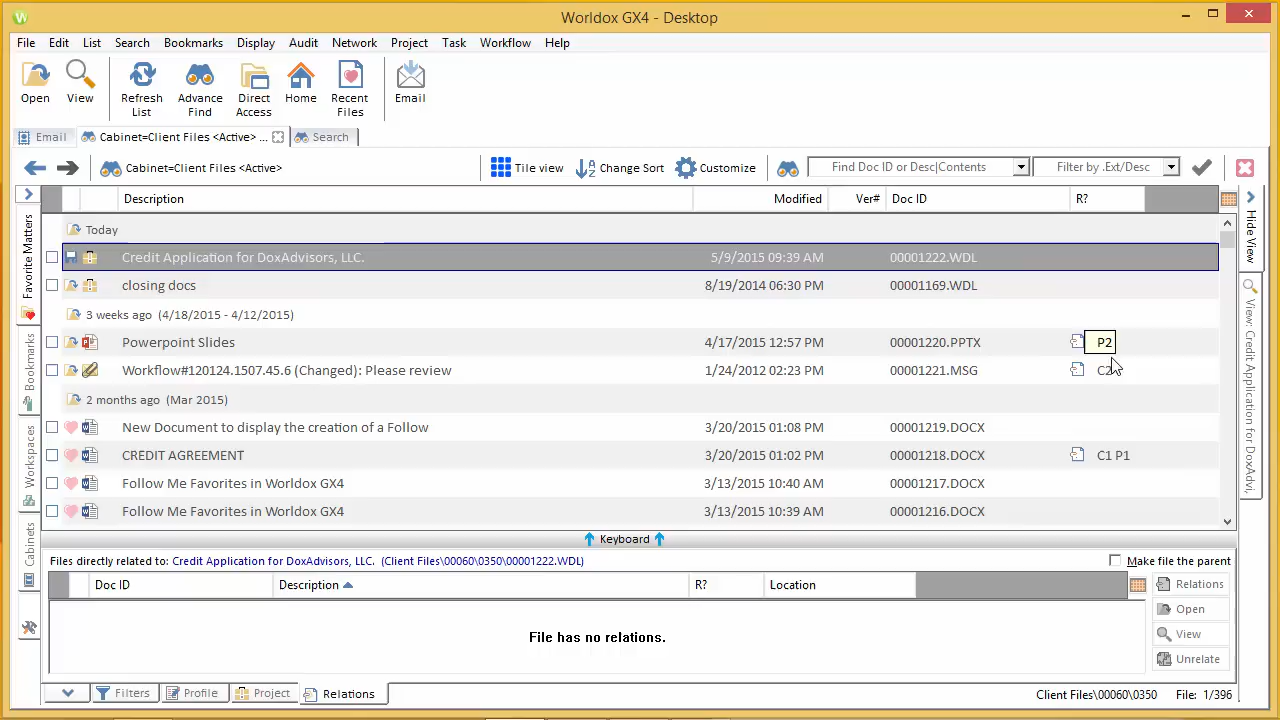 Worldox GX4 - Desktop
File Edit List Search Bookmarks Display Audit Network Project Task Workflow Help
Open View Refresh List Advance Find Direct Access Home Recent Files Email
Email Cabinet=Client Files <Active> ... Search
Cabinet=Client Files <Active> Tile view Change Sort Customize Find Doc ID or Desc|Contents Filter by .Ext/Desc
Description Modified Ver# Doc ID R?
Today
Credit Application for DoxAdvisors, LLC. 5/9/2015 09:39 AM 00001222.WDL
closing docs 8/19/2014 06:30 PM 00001169.WDL
3 weeks ago (4/18/2015 - 4/12/2015)
Powerpoint Slides 4/17/2015 12:57 PM 00001220.PPTX P2
Workflow#120124.1507.45.6 (Changed): Please review 1/24/2012 02:23 PM 00001221.MSG C2
2 months ago (Mar 2015)
New Document to display the creation of a Follow 3/20/2015 01:08 PM 00001219.DOCX
CREDIT AGREEMENT 3/20/2015 01:02 PM 00001218.DOCX C1 P1
Follow Me Favorites in Worldox GX4 3/13/2015 10:40 AM 00001217.DOCX
Follow Me Favorites in Worldox GX4 3/13/2015 10:39 AM 00001216.DOCX
Favorite Matters
Bookmarks
Workspaces
Cabinets
Hide View
View: Credit Application for DoxAdvi,
Keyboard
Files directly related to: Credit Application for DoxAdvisors, LLC. (Client Files\00060\0350\00001222.WDL) Make file the parent
Doc ID Description R? Location
File has no relations.
Relations
Open
View
Unrelate
Filters Profile Project Relations Client Files\00060\0350 File: 1/396